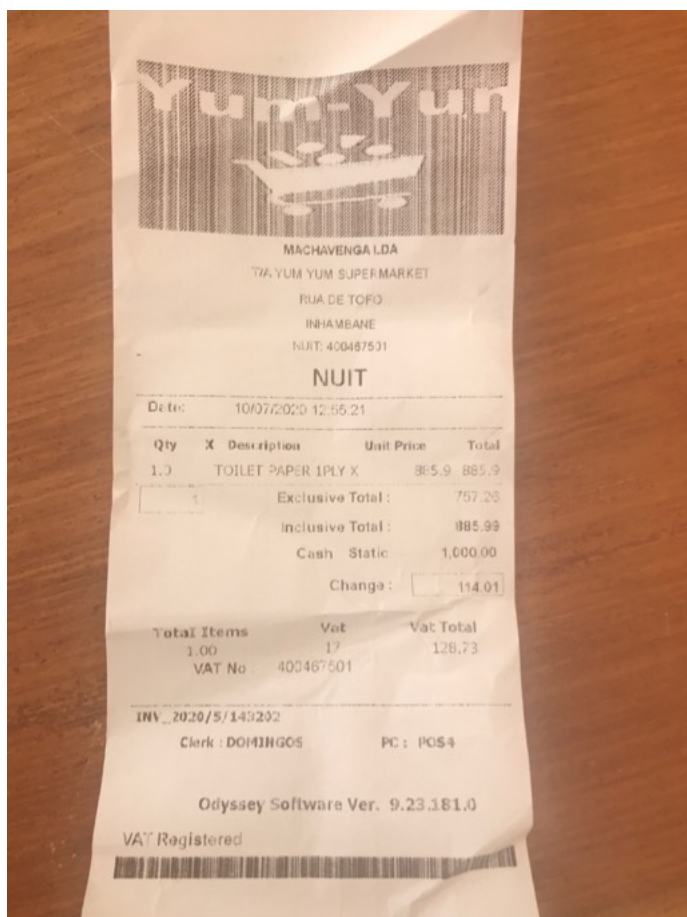 Yum-Yum
MACHAVENGA LDA
T/A YUM YUM SUPERMARKET
RUA DE TOFO
INHAMBANE
NUIT: 400467501
NUIT
Date: 10/07/2020 12:55:21
Qty X Description Unit Price Total
1.0 TOILET PAPER 1PLY X 885.9 885.9
1 Exclusive Total : 757.26
Inclusive Total : 885.99
Cash Static 1,000.00
Change : 114.01
Total Items Vat Vat Total
1.00 17 128.73
VAT No : 400467501
INV_2020/5/143202
Clerk : DOMINGOS PC : POS4
Odyssey Software Ver. 9.23.181.0
VAT Registered